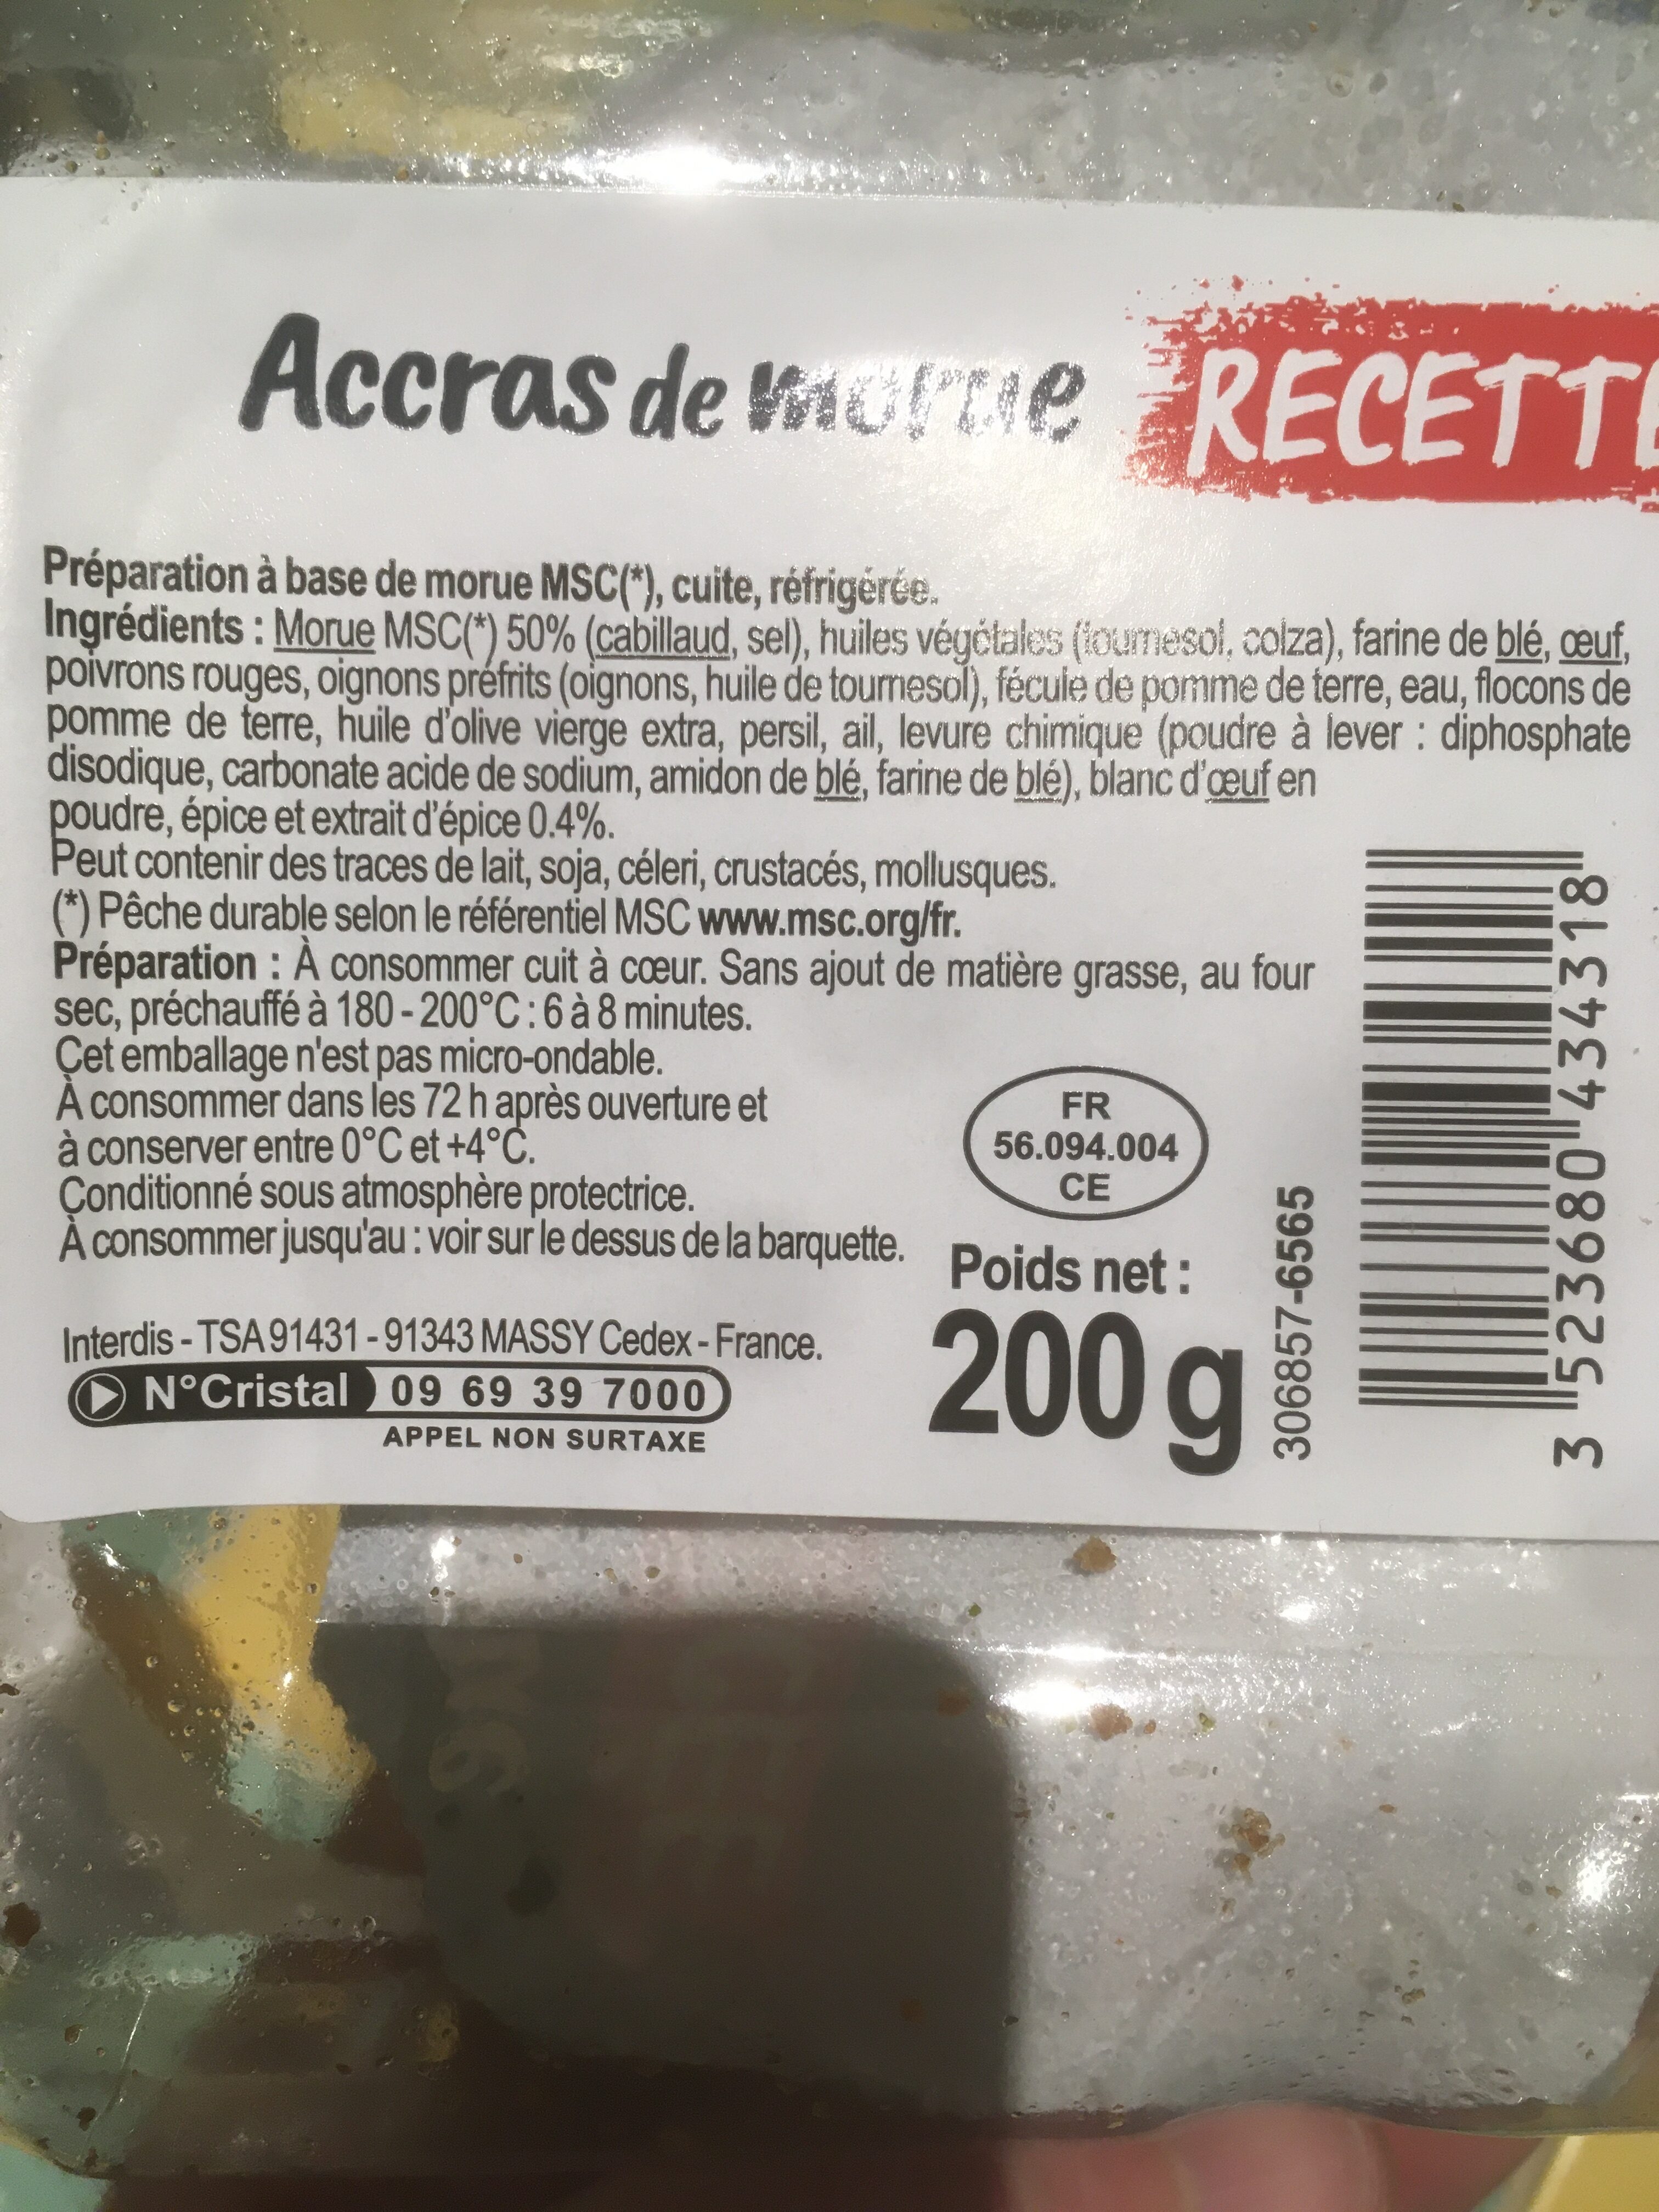 Accras de morue
RECETTE
Préparation à base de morue MSC(*), cuite, réfrigérée.
Ingrédients : Morue MSC(*) 50% (cabillaud, sel), huiles végétales (tournesol, colza), farine de blé, œuf,
poivrons rouges, oignons préfrits (oignons, huile de tournesol), fécule de pomme de terre, eau, flocons de
pomme de terre, huile d'olive vierge extra, persil, ail, levure chimique (poudre à lever : diphosphate
disodique, carbonate acide de sodium, amidon de blé, farine de blé), blanc d'œuf en
poudre, épice et extrait d'épice 0.4%.
Peut contenir des traces de lait, soja, céleri, crustacés, mollusques.
(*) Pêche durable selon le référentiel MSC www.msc.org/fr.
Préparation : À consommer cuit à cœur. Sans ajout de matière grasse, au four
sec, préchauffé à 180 - 200°C : 6 à 8 minutes.
Cet emballage n'est pas micro-ondable.
À consommer dans les 72 h après ouverture et
à conserver entre 0°C et +4°C.
Conditionné sous atmosphère protectrice.
À consommer jusqu'au : voir sur le dessus de la barquette.
Interdis - TSA 91431 - 91343 MASSY Cedex - France.
N°Cristal 09 69 39 7000
APPEL NON SURTAXE
FR
56.094.004
CE
Poids net :
200 g
306857-6565
3 523680 434318